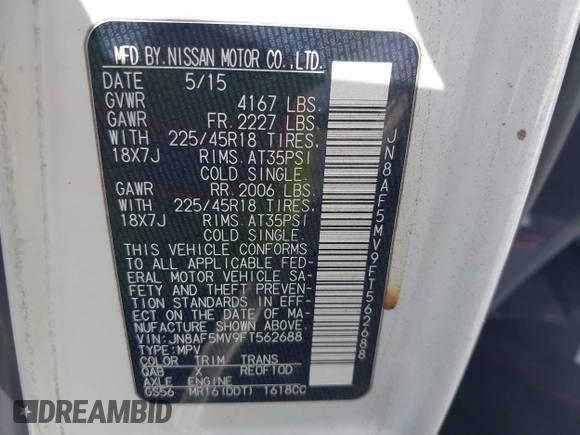 MFD BY.NISSAN MOTOR CO.,LTD.
DATE 5/15
GVWR 4167 LBS.
GAWR FR.2227 LBS.
WITH 225/45R18 TIRES.
18X7J RIMS.AT35PSI
COLD SINGLE.
GAWR RR.2006 LBS.
WITH 225/45R18 TIRES.
18X7J RIMS.AT35PSI
COLD SINGLE.
THIS VEHICLE CONFORMS
TO ALL APPLICABLE FED-
ERAL MOTOR VEHICLE SA-
FETY AND THEFT PREVEN-
TION STANDARDS IN EFF-
ECT ON THE DATE OF MA-
NUFACTURE SHOWN ABOVE.
VIN:JN8AF5MV9FT562688
TYPE:MPV
COLOR TRIM TRANS
QAB X RE0F10D
AXLE ENGINE
GS56 MR16(DDT) 1618CC
JN8AF5MV9FT562688
EPICBID
DREAMBID